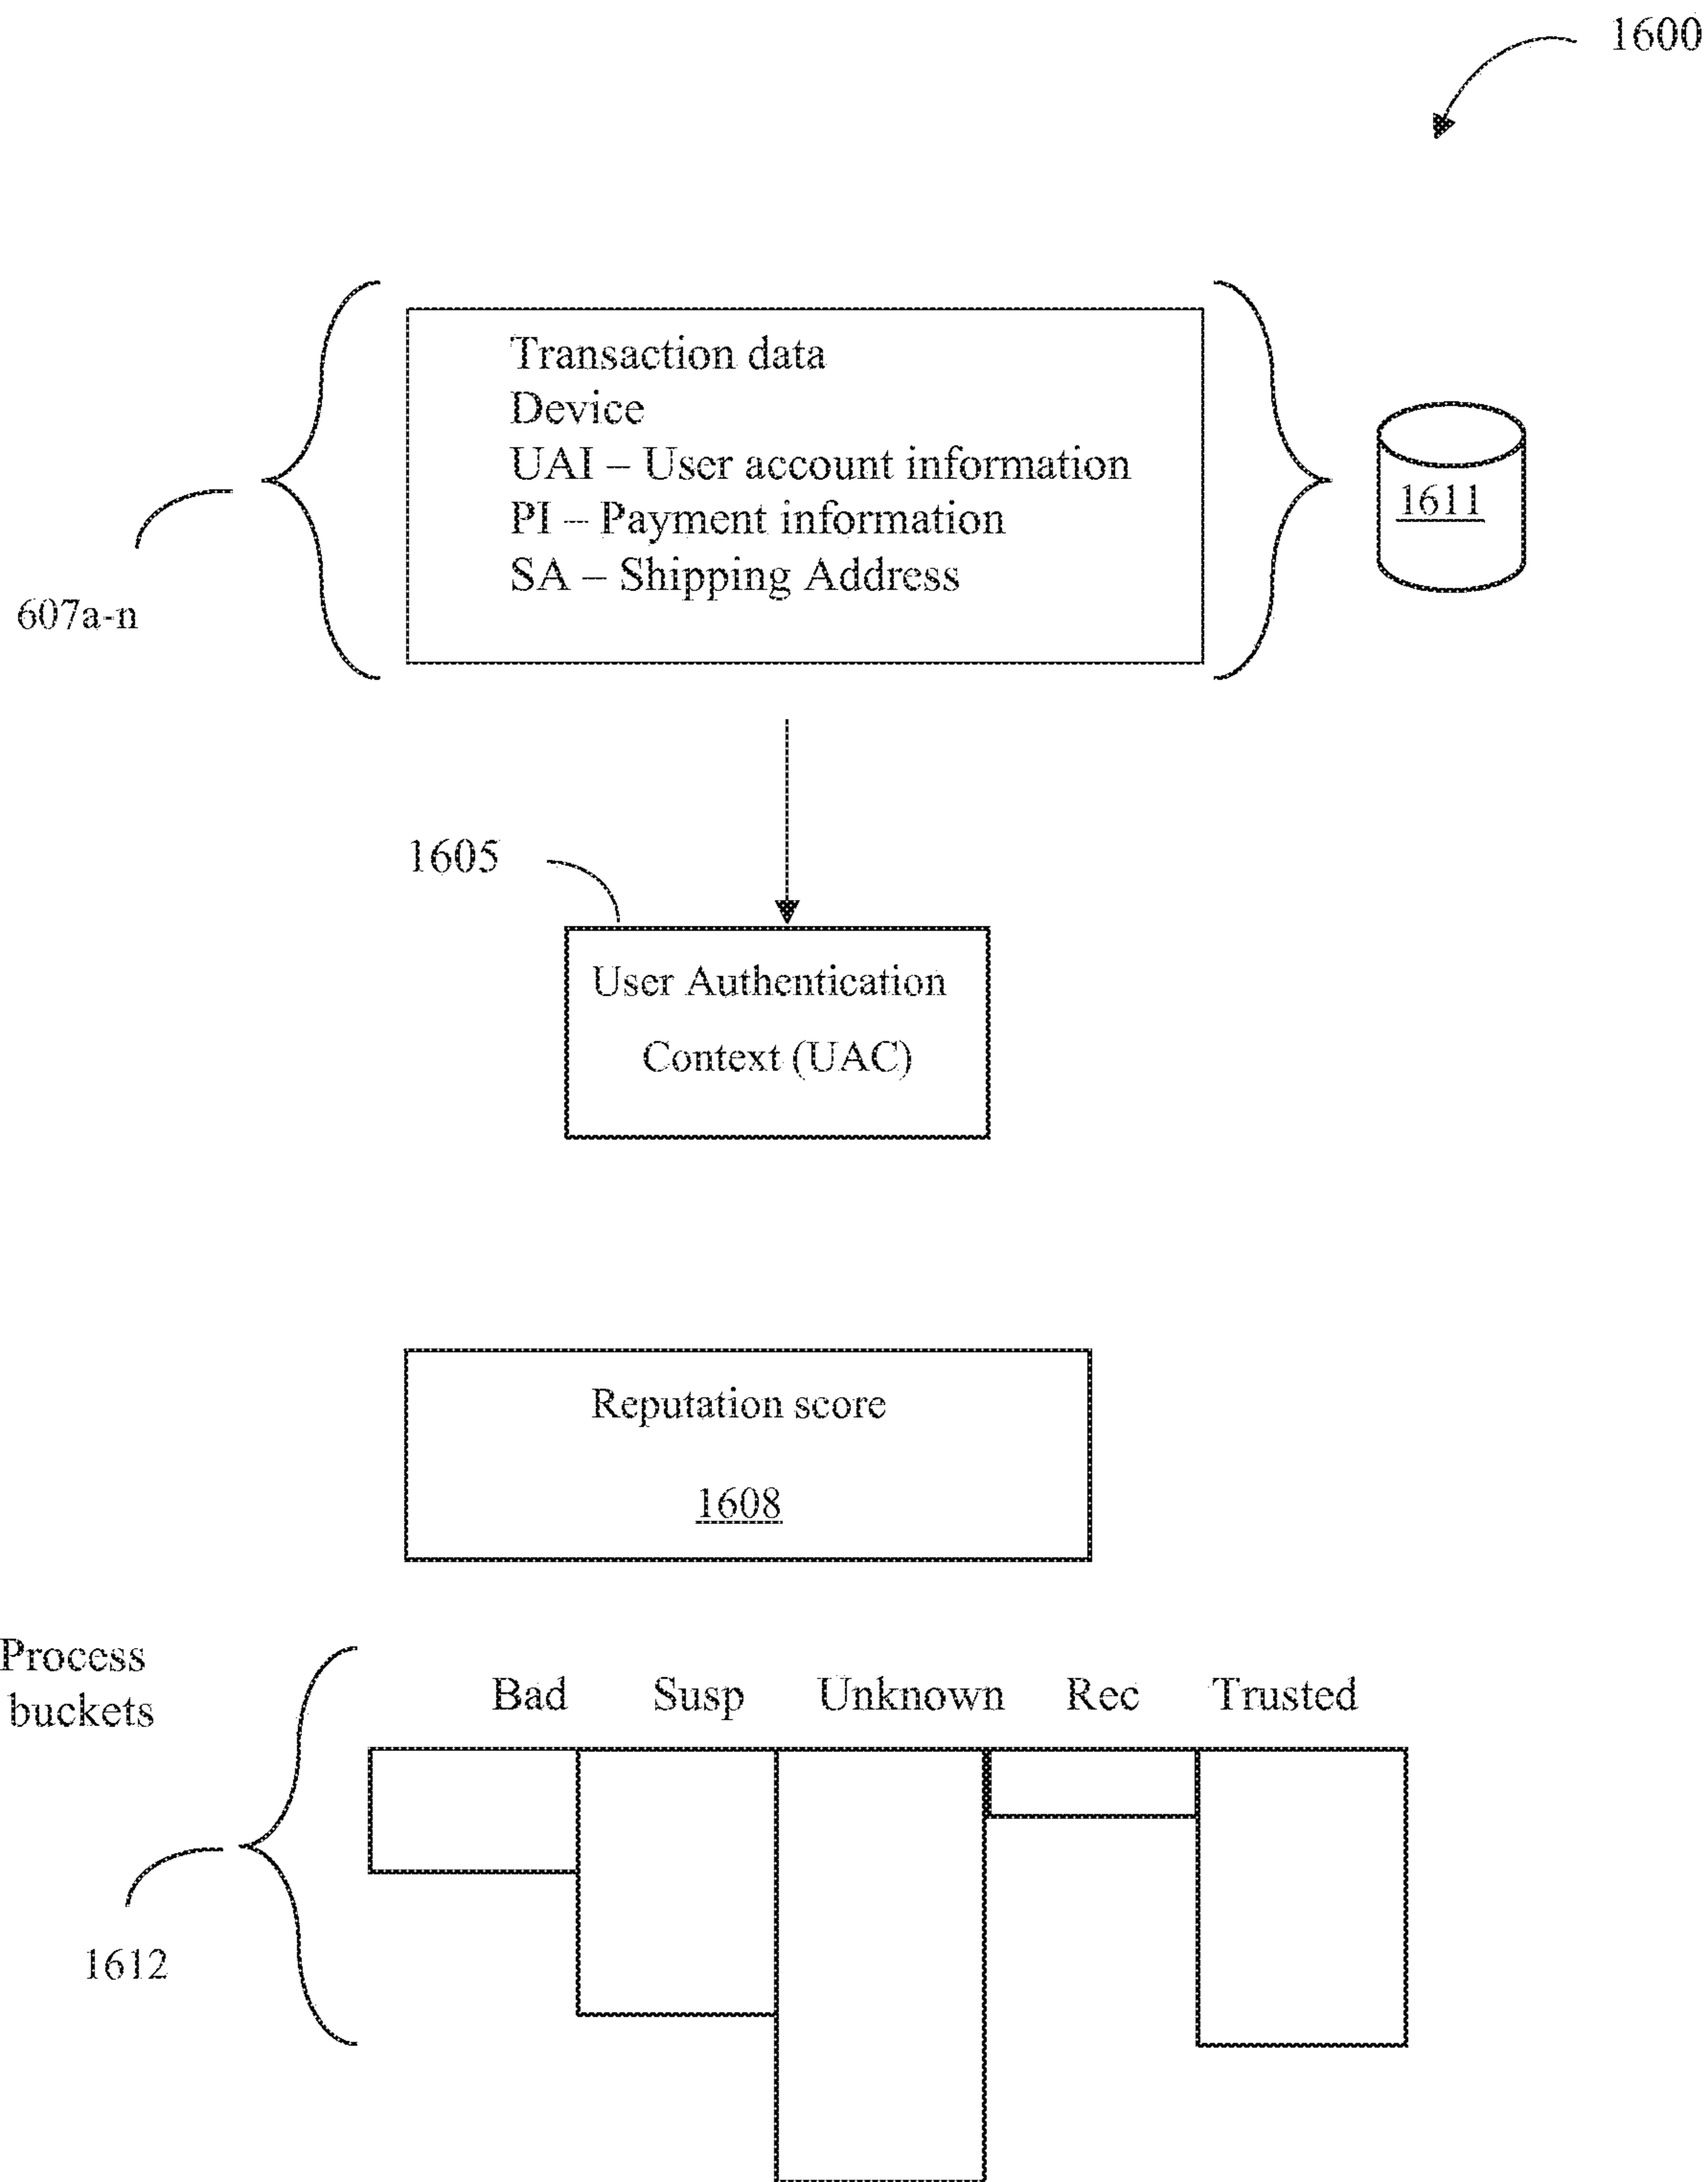 1600
Transaction data
Device
UAI – User account information
PI – Payment information
SA – Shipping Address
1611
607a-n
1605
User Authentication
Context (UAC)
Reputation score
1608
Process
buckets
Bad Susp Unknown Rec Trusted
1612